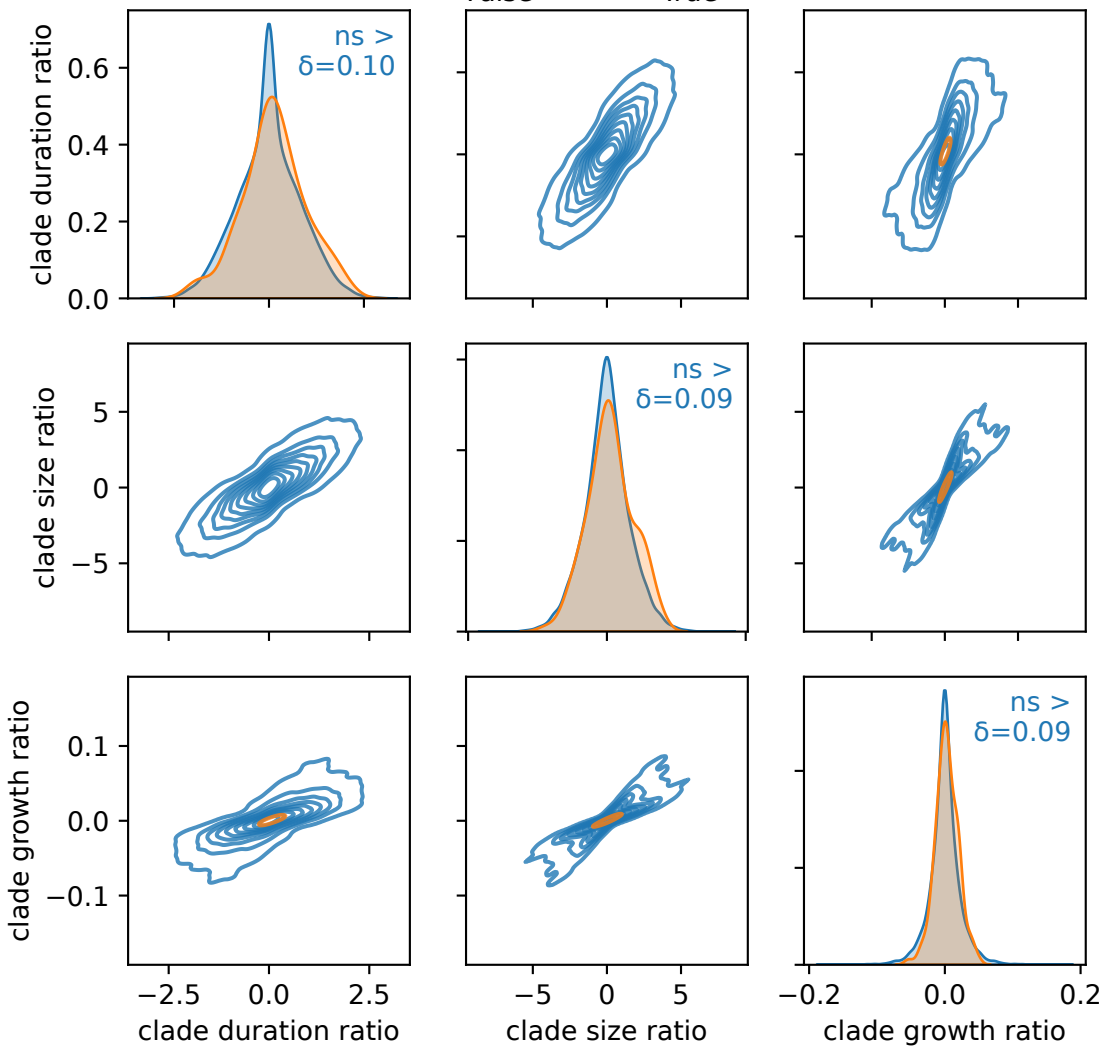 clade duration ratio
0.6
0.4
0.2
0.0
ns >
δ=0.10
clade size ratio
5
0
−5
ns >
δ=0.09
clade growth ratio
0.1
0.0
−0.1
ns >
δ=0.09
−2.5 0.0 2.5
−5 0 5
−0.2 0.0 0.2
clade duration ratio
clade size ratio
clade growth ratio